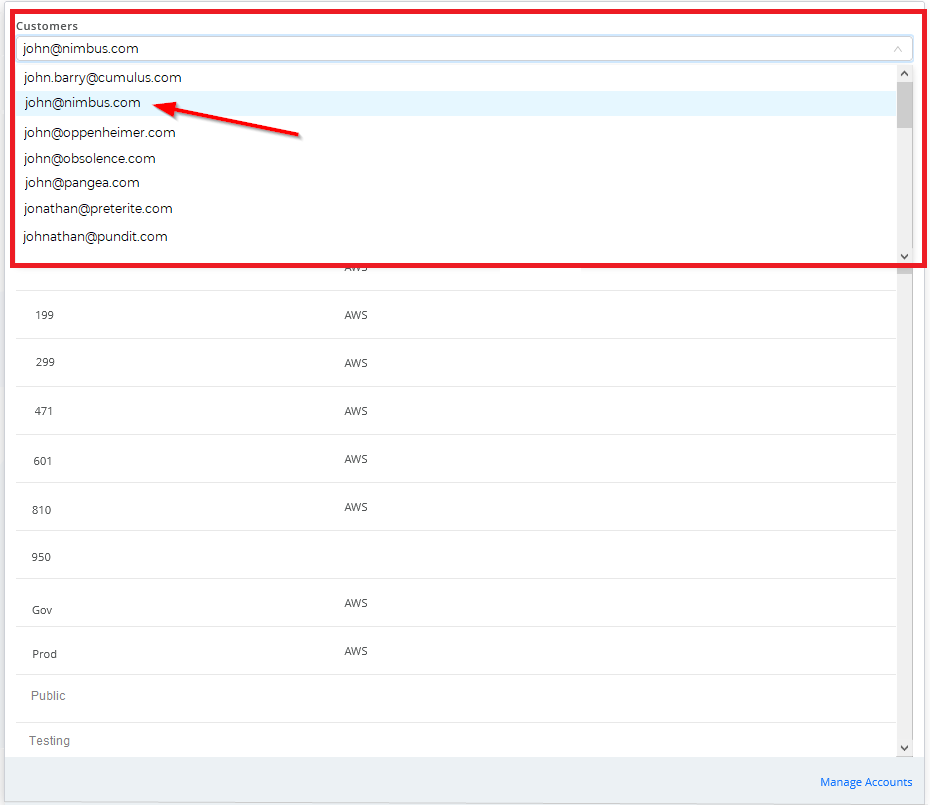 Customers
john@nimbus.com
john.barry@cumulus.com
john@nimbus.com
john@oppenheimer.com
john@obsolence.com
john@pangea.com
jonathan@preterite.com
johnathan@pundit.com
AWS
199 AWS
299 AWS
471 AWS
601 AWS
810 AWS
950
Gov AWS
Prod AWS
Public
Testing
Manage Accounts